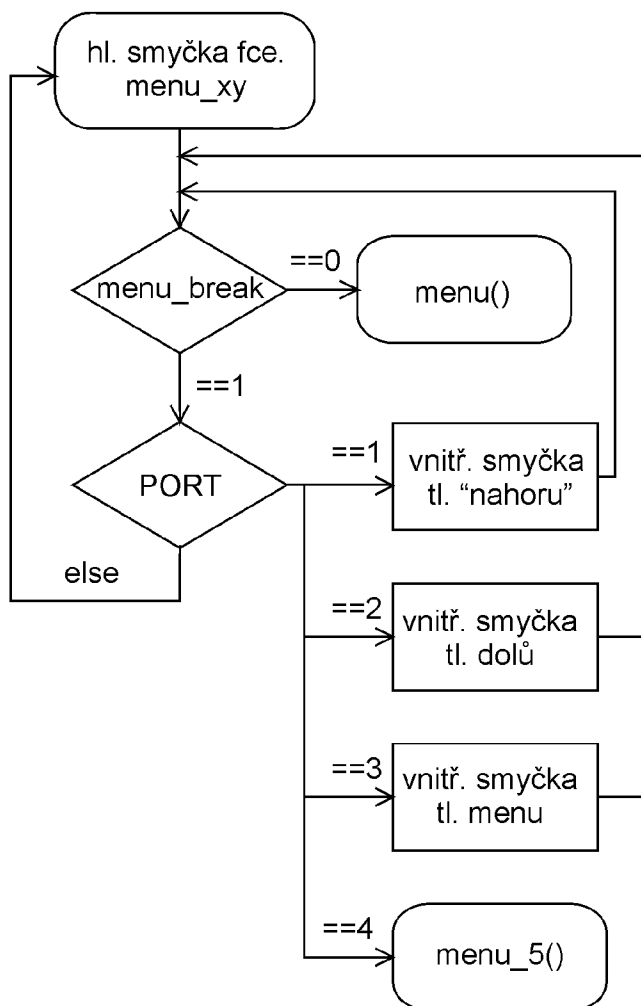 hl. smyčka fce.
menu_xy
menu_break
==0
menu()
==1
PORT
==1
vnitř. smyčka
tl. “nahoru”
else
==2
vnitř. smyčka
tl. dolů
==3
vnitř. smyčka
tl. menu
==4
menu_5()